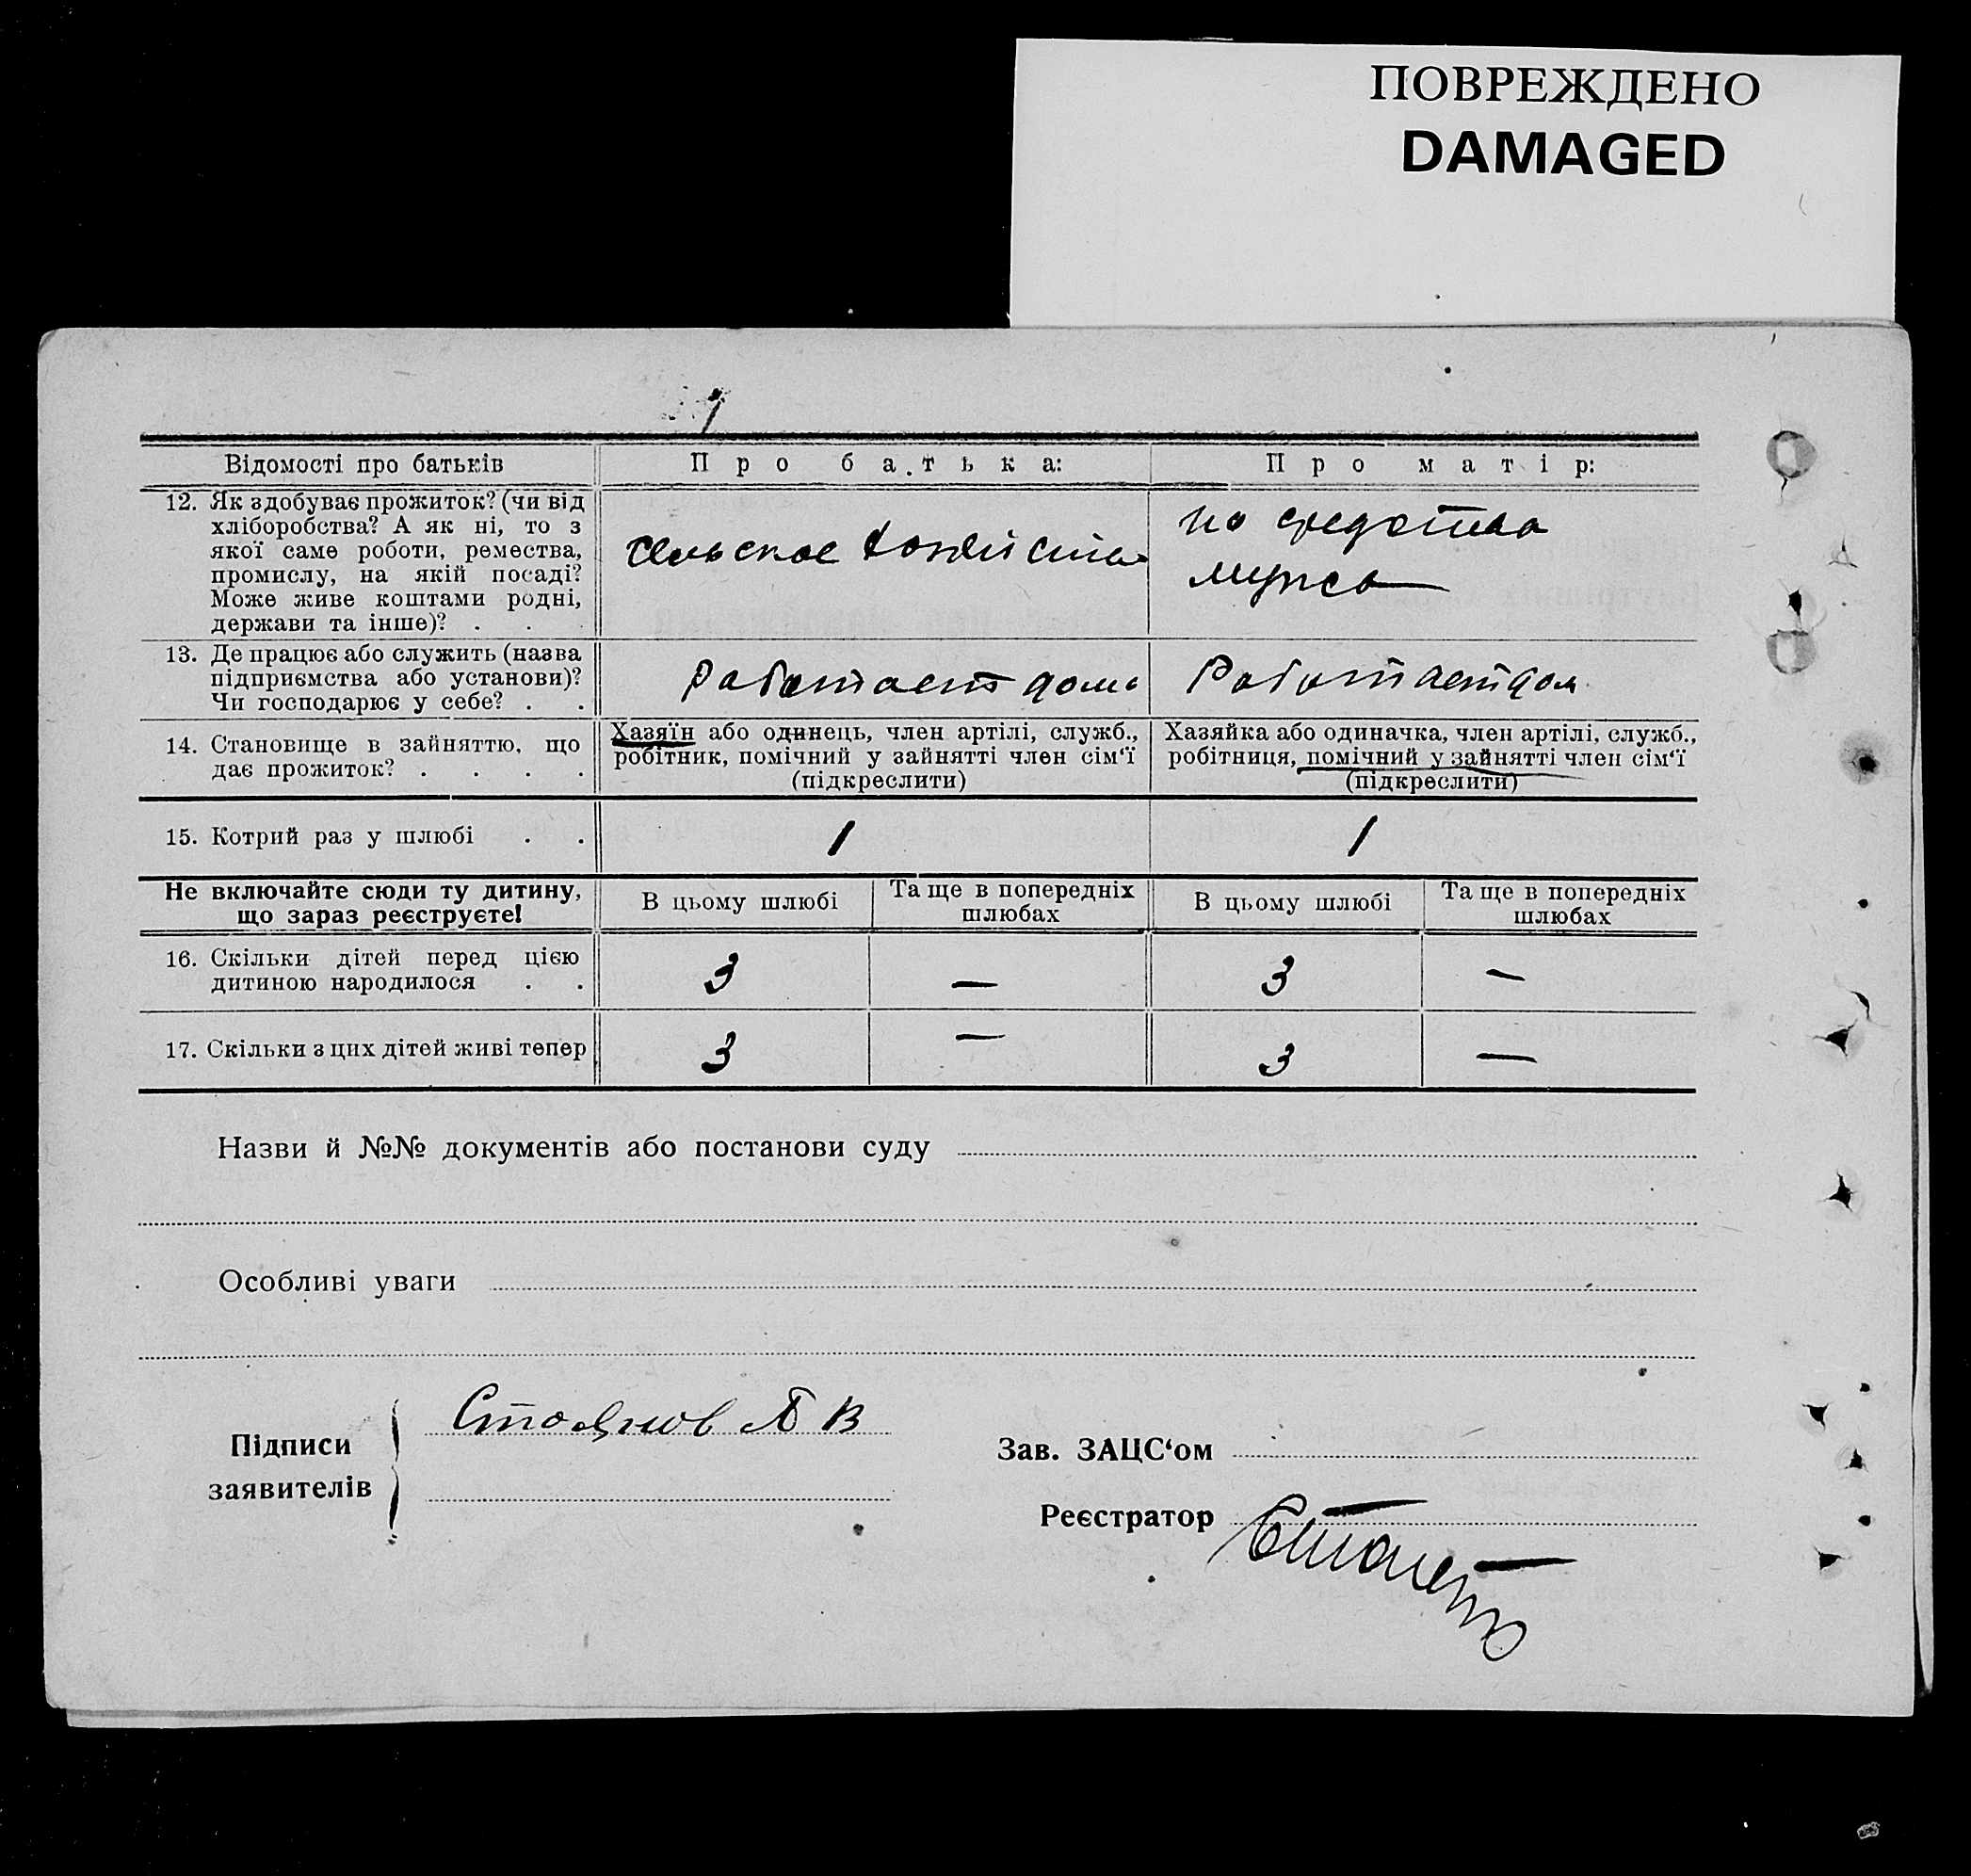 ПОВРЕЖДЕНО
DAMAGED
Відомості про батьків
Про батька:
Про матір:
12. Як здобуває прожиток? (чи від
хліборобства? А як ні, то з
якої саме роботи, ремества,
промислу, на якій посаді?
Може живе коштами родні,
держави та інше)? . . .
сельское хозяйство
на средства
мужа
13. Де працює або служить (назва
підприємства або установи)?
Чи господарює у себе? . .
Работает дома
Работает дом
14. Становище в зайняттю, що
дає прожиток? . . . .
Хазяїн або одинець, член артілі, служб.,
робітник, помічний у зайнятті член сім‘ї
(підкреслити)
Хазяйка або одиначка, член артілі, служб.,
робітниця, помічний у зайнятті член сім‘ї
(підкреслити)
15. Котрий раз у шлюбі . .
1
1
Не включайте сюди ту дитину,
що зараз реєструєте!
В цьому шлюбі
Та ще в попередніх
шлюбах
В цьому шлюбі
Та ще в попередніх
шлюбах
16. Скільки дітей перед цією
дитиною народилося . .
3
—
3
—
17. Скільки з цих дітей живі тепер
3
—
3
—
Назви й №№ документів або постанови суду
Особливі уваги
Підписи
заявителів
Стоянов А В
Зав. ЗАЦС‘ом
Реєстратор